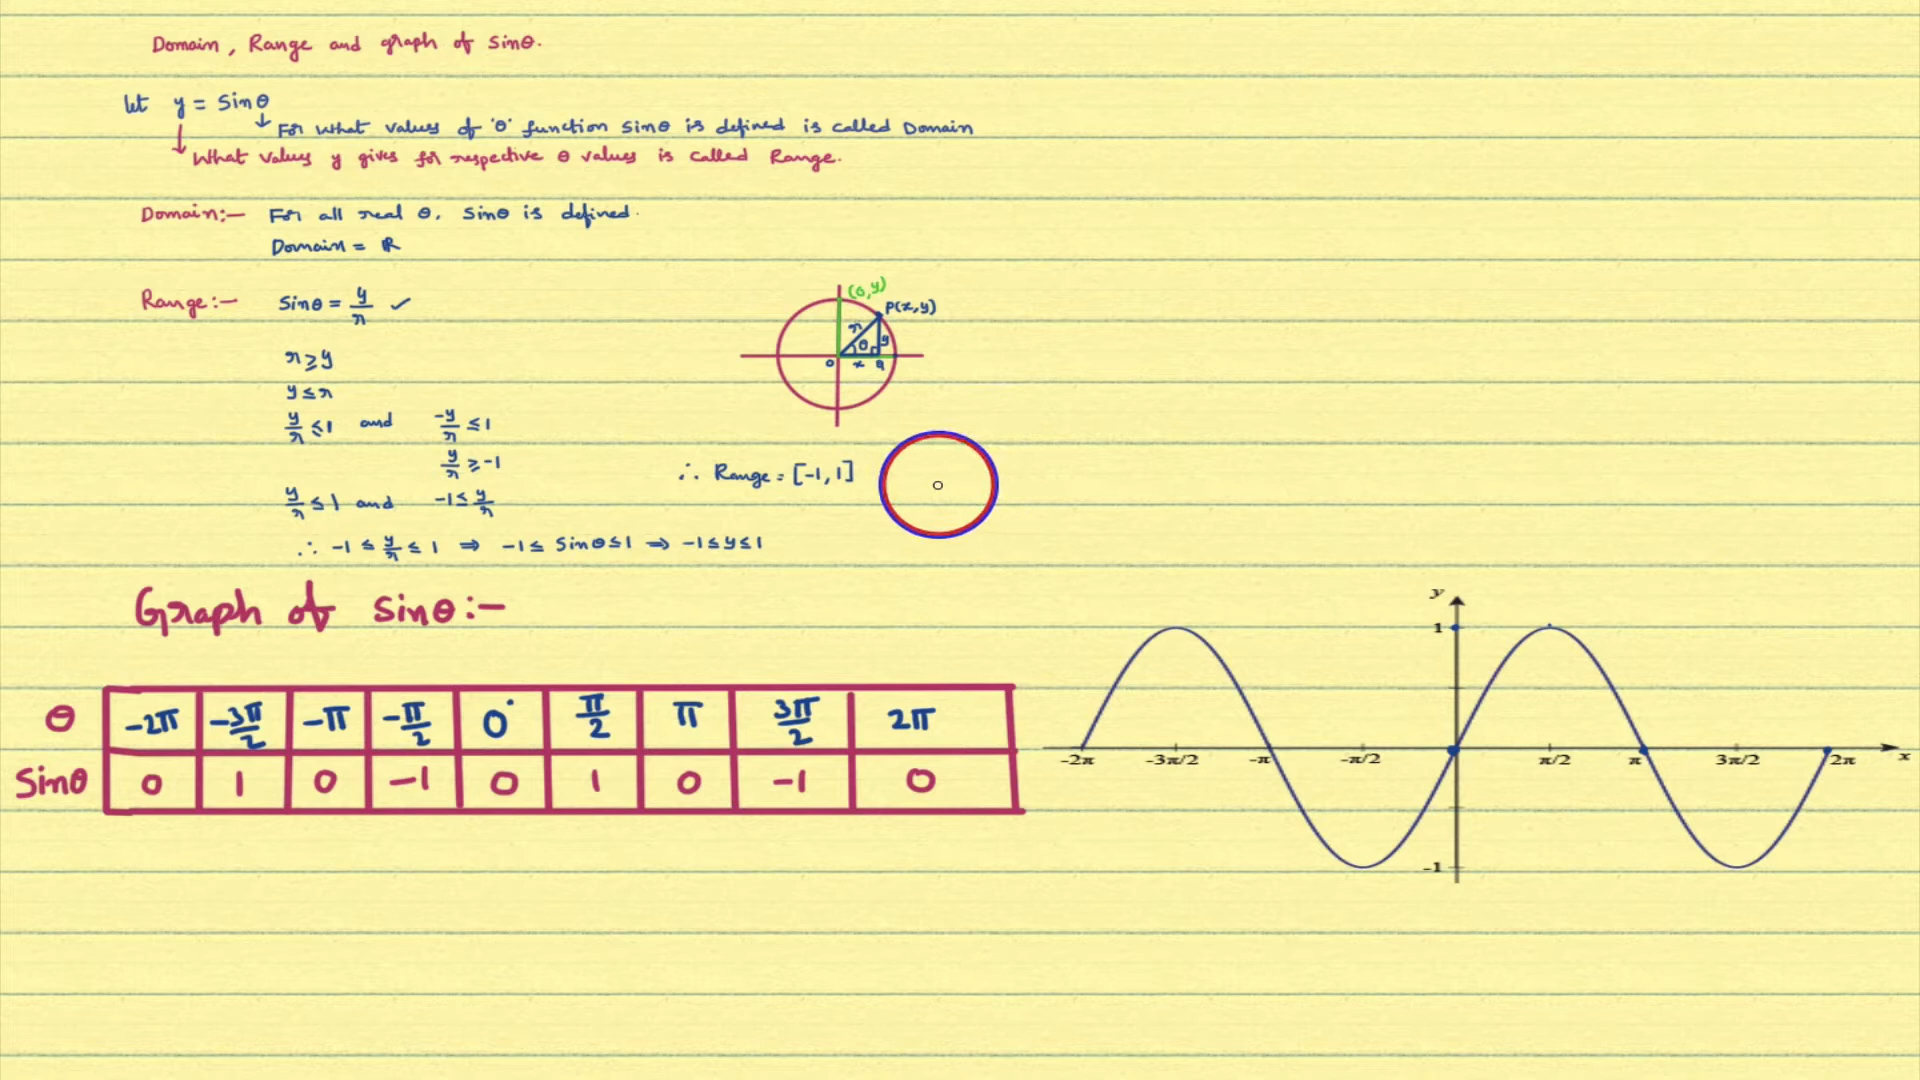 Domain, Range and graph of sinθ.
let y = Sinθ
For what values of 'θ' function sinθ is defined is called Domain
What values y gives for respective θ values is called Range.
Domain:- For all real θ, sinθ is defined.
Domain = R
Range:- Sinθ = y/r ✓
r ≥ y
y ≤ r
y/r ≤ 1 and -y/r ≤ 1
y/r ≥ -1
y/r ≤ 1 and -1 ≤ y/r
∴ -1 ≤ y/r ≤ 1 ⇒ -1 ≤ Sinθ ≤ 1 ⇒ -1 ≤ y ≤ 1
(0,y)
P(x,y)
r
θ
y
O x
∴ Range = [-1, 1]
Graph of sinθ:-
θ -2π -3π/2 -π -π/2 0° π/2 π 3π/2 2π
Sinθ 0 1 0 -1 0 1 0 -1 0
y
1
-2π -3π/2 -π -π/2 π/2 π 3π/2 2π x
-1